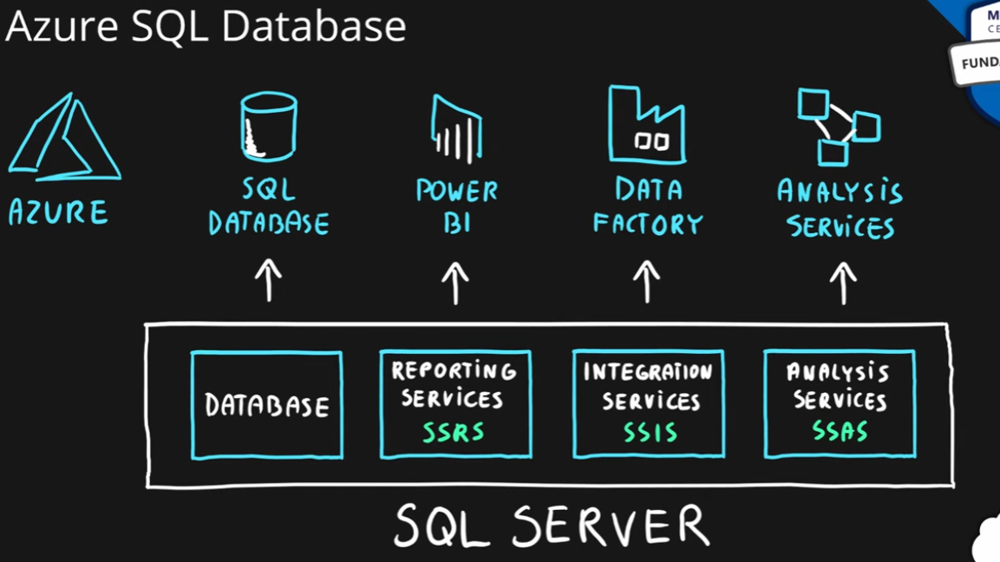 Azure SQL Database
FUND
AZURE
SQL
DATABASE
POWER
BI
DATA
FACTORY
ANALYSIS
SERVICES
DATABASE
REPORTING
SERVICES
SSRS
INTEGRATION
SERVICES
SSIS
ANALYSIS
SERVICES
SSAS
SQL SERVER